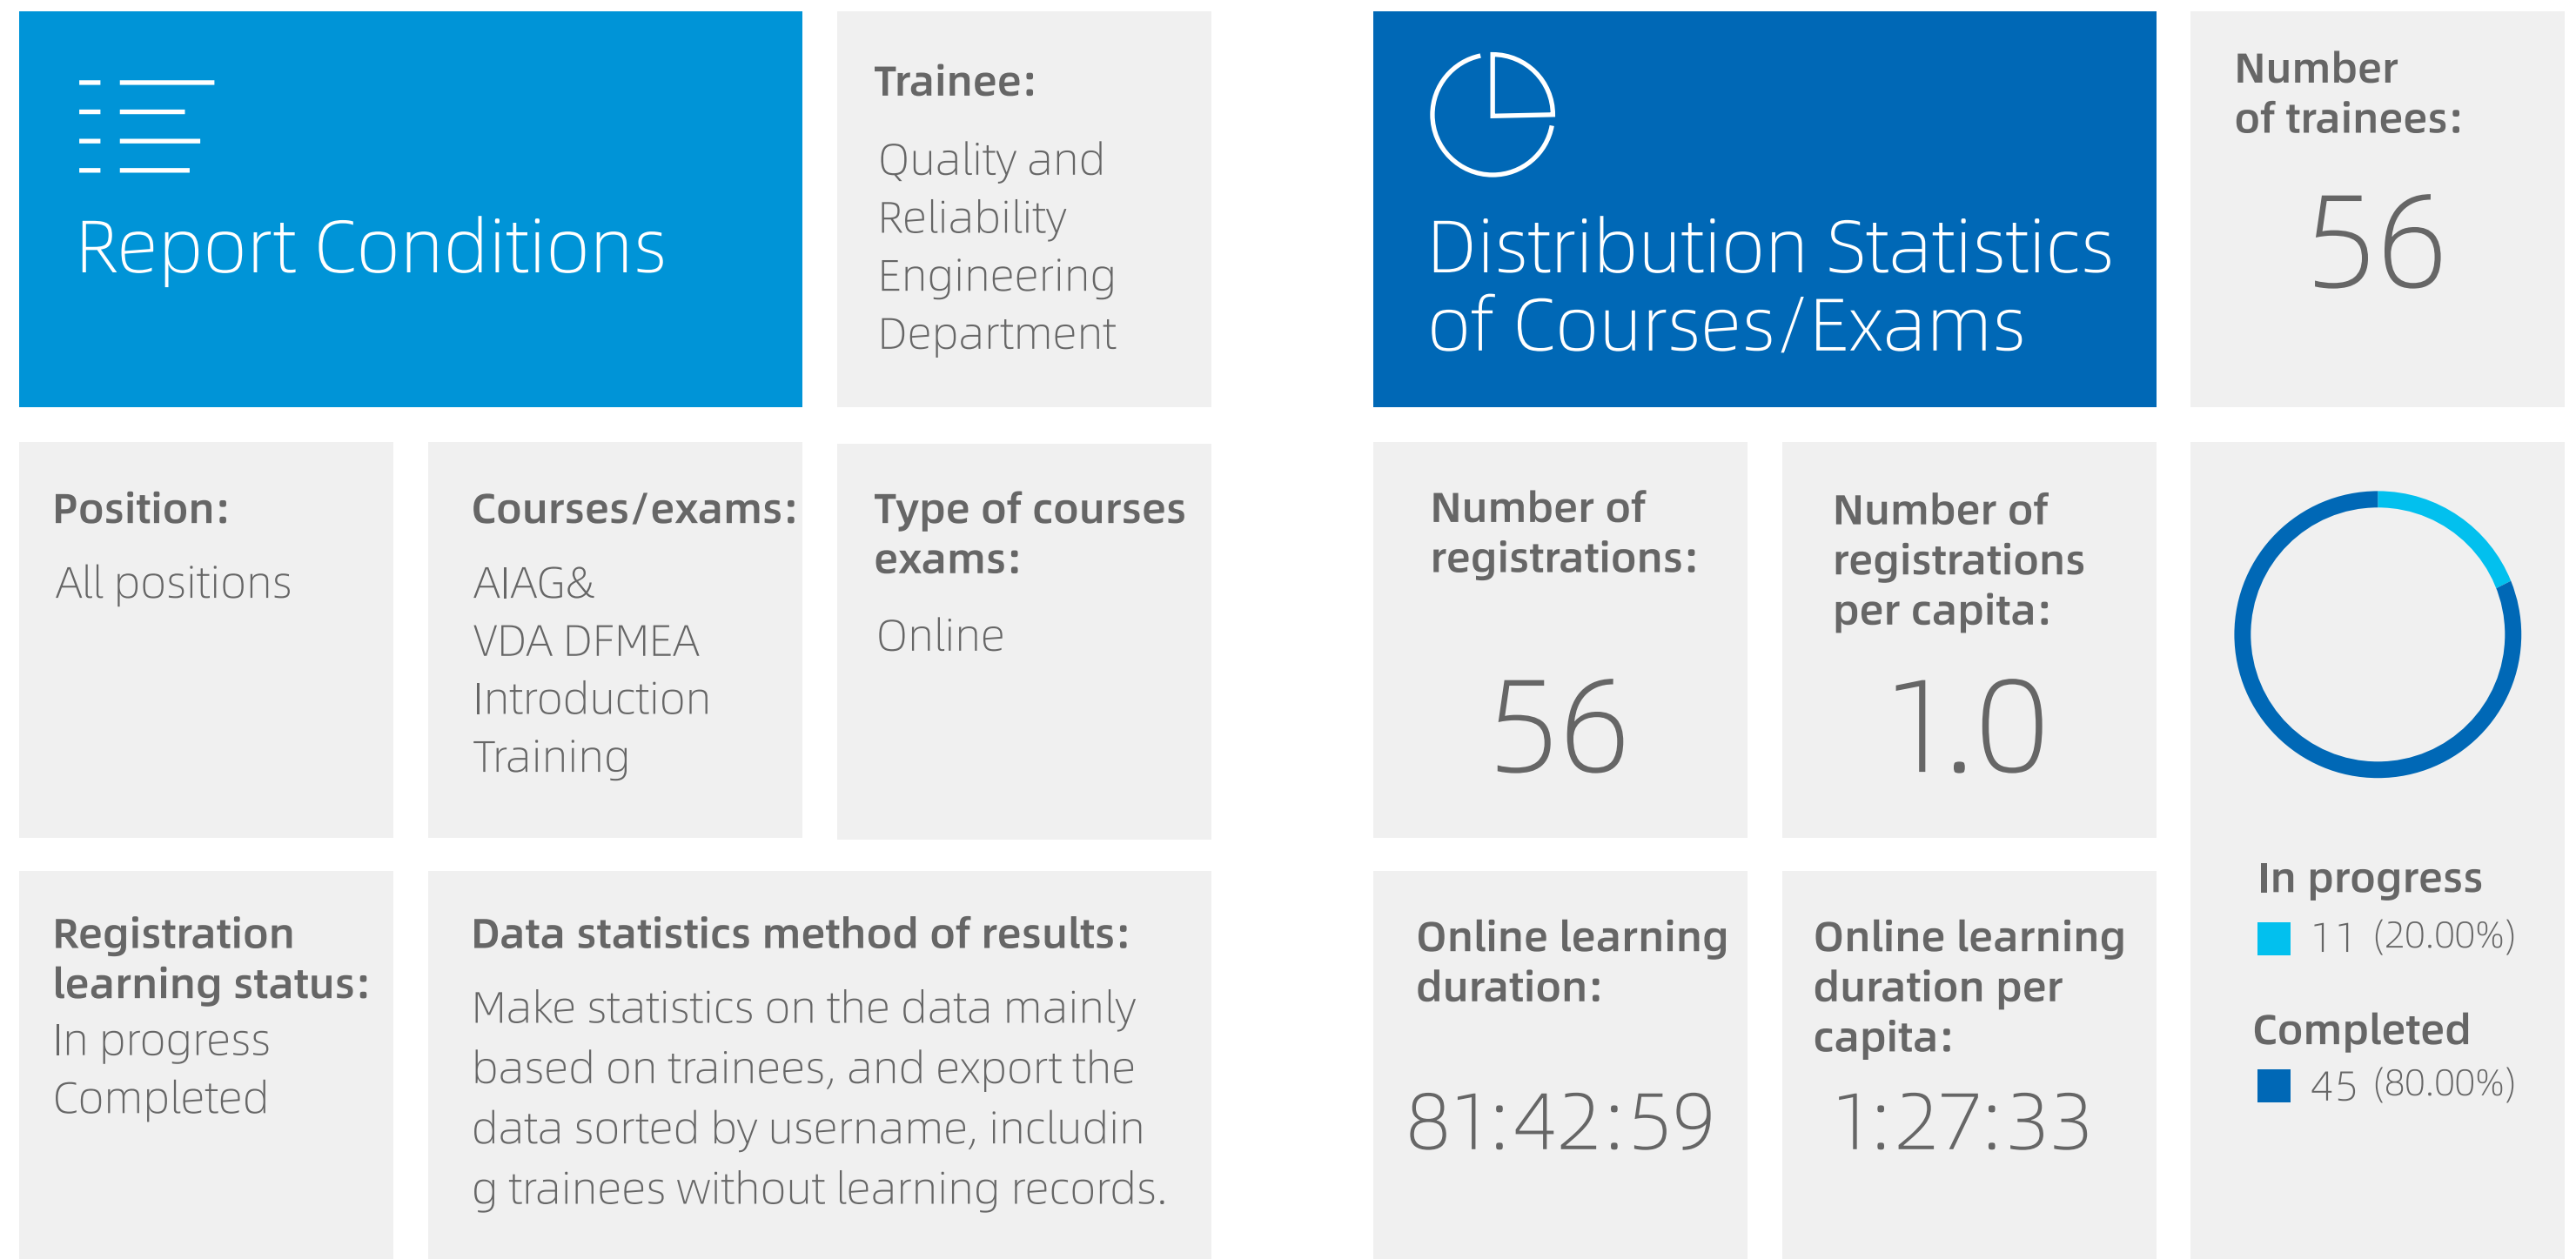 Report Conditions
Trainee:
Quality and
Reliability
Engineering
Department
Position:
All positions
Courses/exams:
AIAG&
VDA DFMEA
Introduction
Training
Type of courses
exams:
Online
Registration
learning status:
In progress
Completed
Data statistics method of results:
Make statistics on the data mainly
based on trainees, and export the
data sorted by username, includin
g trainees without learning records.
Distribution Statistics
of Courses/Exams
Number
of trainees:
56
Number of
registrations:
56
Number of
registrations
per capita:
1.0
Online learning
duration:
81:42:59
Online learning
duration per
capita:
1:27:33
In progress
11 (20.00%)
Completed
45 (80.00%)